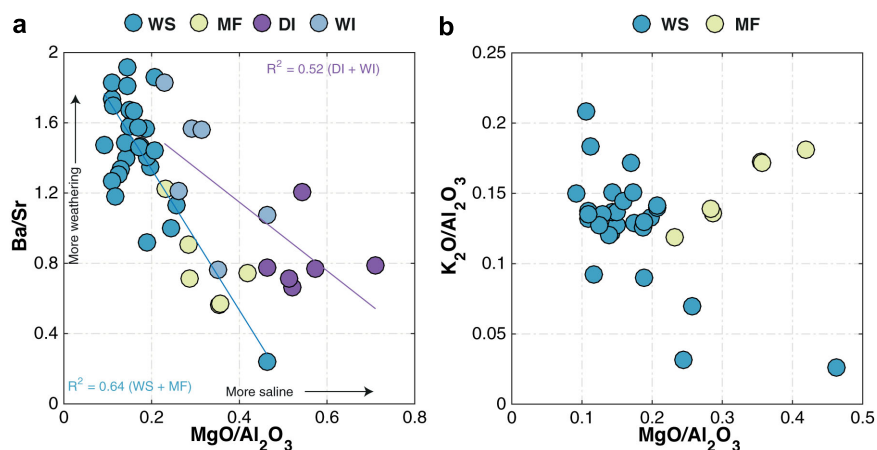 a
WS MF DI WI
2
1.6
1.2
0.8
0.4
0
Ba/Sr
More weathering
R² = 0.52 (DI + WI)
R² = 0.64 (WS + MF)
More saline
0 0.2 0.4 0.6 0.8
MgO/Al₂O₃
b
WS MF
0.25
0.2
0.15
0.1
0.05
0
K₂O/Al₂O₃
0 0.1 0.2 0.3 0.4 0.5
MgO/Al₂O₃